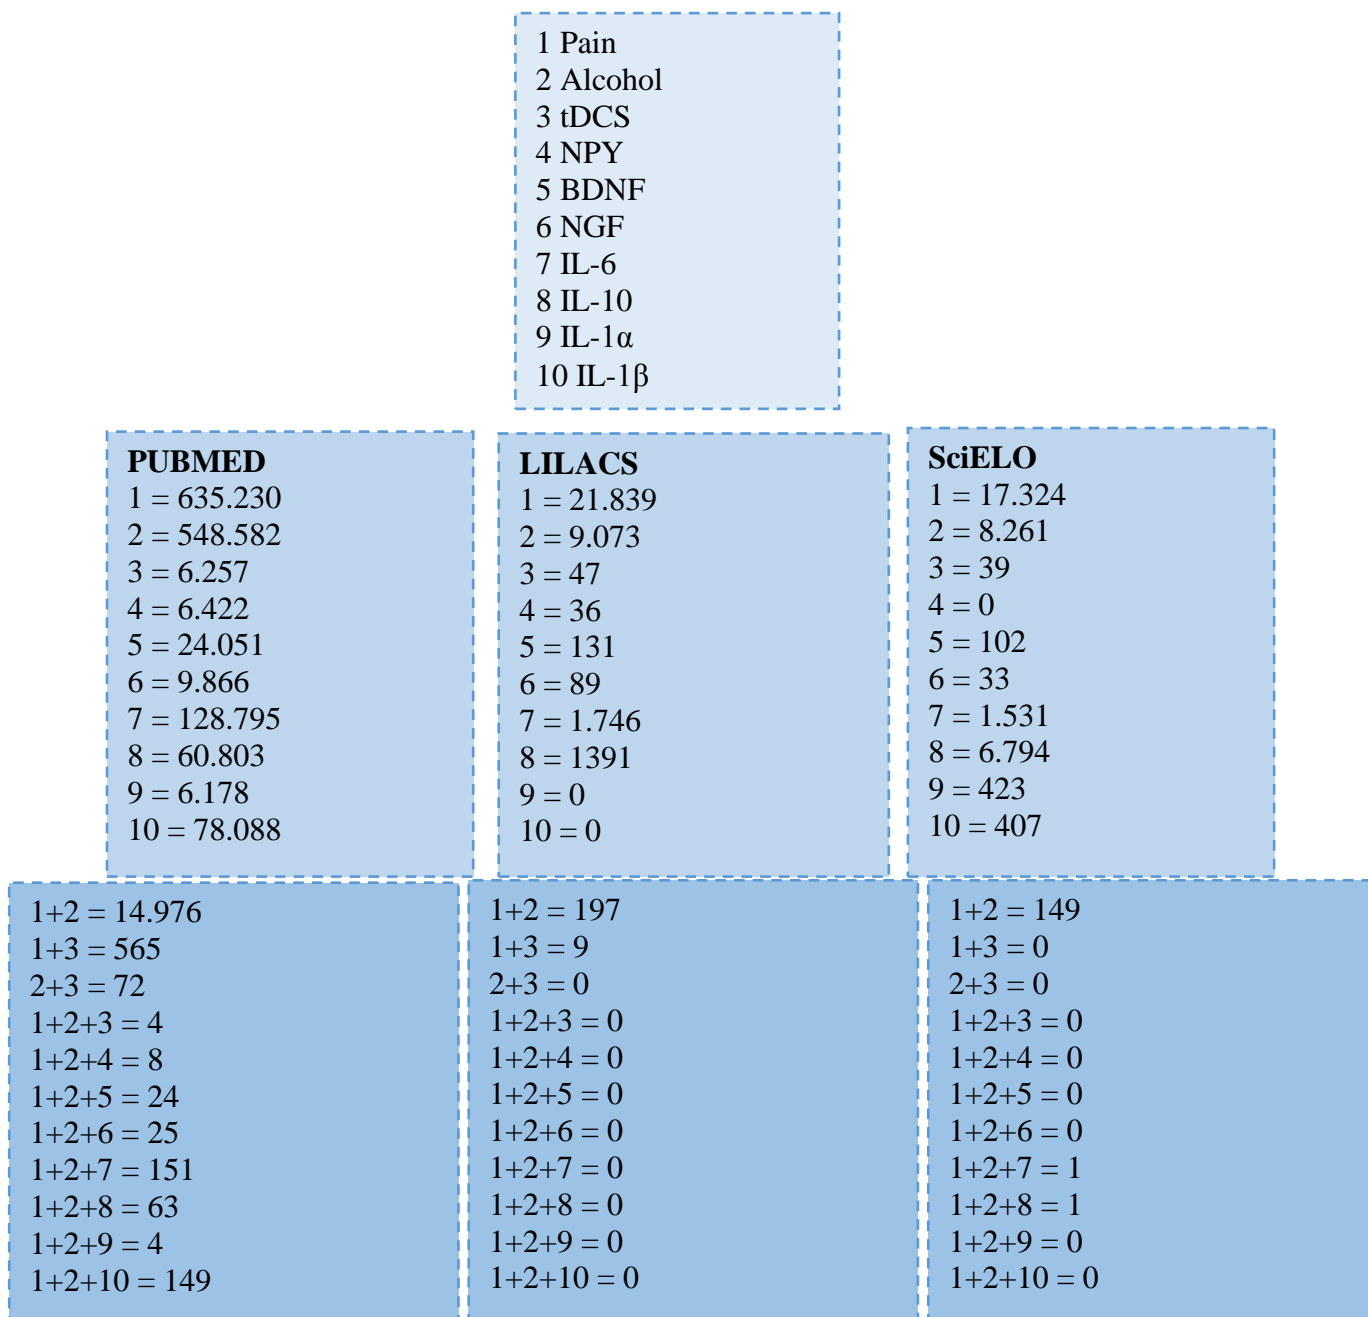 1 Pain
2 Alcohol
3 tDCS
4 NPY
5 BDNF
6 NGF
7 IL-6
8 IL-10
9 IL-1α
10 IL-1β
PUBMED
1 = 635.230
2 = 548.582
3 = 6.257
4 = 6.422
5 = 24.051
6 = 9.866
7 = 128.795
8 = 60.803
9 = 6.178
10 = 78.088
LILACS
1 = 21.839
2 = 9.073
3 = 47
4 = 36
5 = 131
6 = 89
7 = 1.746
8 = 1391
9 = 0
10 = 0
SciELO
1 = 17.324
2 = 8.261
3 = 39
4 = 0
5 = 102
6 = 33
7 = 1.531
8 = 6.794
9 = 423
10 = 407
1+2 = 14.976
1+3 = 565
2+3 = 72
1+2+3 = 4
1+2+4 = 8
1+2+5 = 24
1+2+6 = 25
1+2+7 = 151
1+2+8 = 63
1+2+9 = 4
1+2+10 = 149
1+2 = 197
1+3 = 9
2+3 = 0
1+2+3 = 0
1+2+4 = 0
1+2+5 = 0
1+2+6 = 0
1+2+7 = 0
1+2+8 = 0
1+2+9 = 0
1+2+10 = 0
1+2 = 149
1+3 = 0
2+3 = 0
1+2+3 = 0
1+2+4 = 0
1+2+5 = 0
1+2+6 = 0
1+2+7 = 1
1+2+8 = 1
1+2+9 = 0
1+2+10 = 0